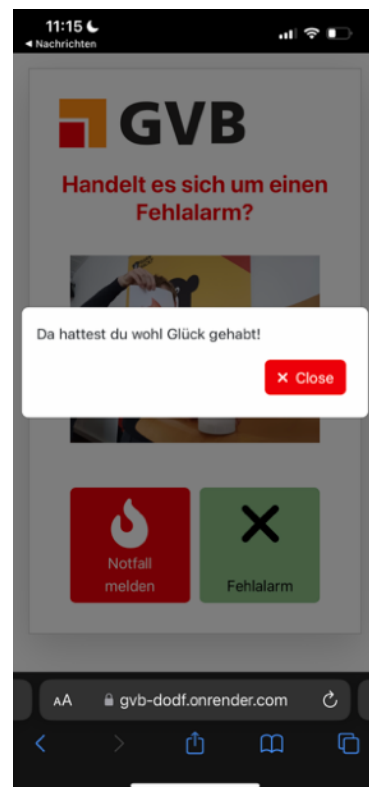 11:15
◀ Nachrichten
GVB
Handelt es sich um einen
Fehlalarm?
Da hattest du wohl Glück gehabt!
× Close
Notfall
melden
Fehlalarm
AA
gvb-dodf.onrender.com